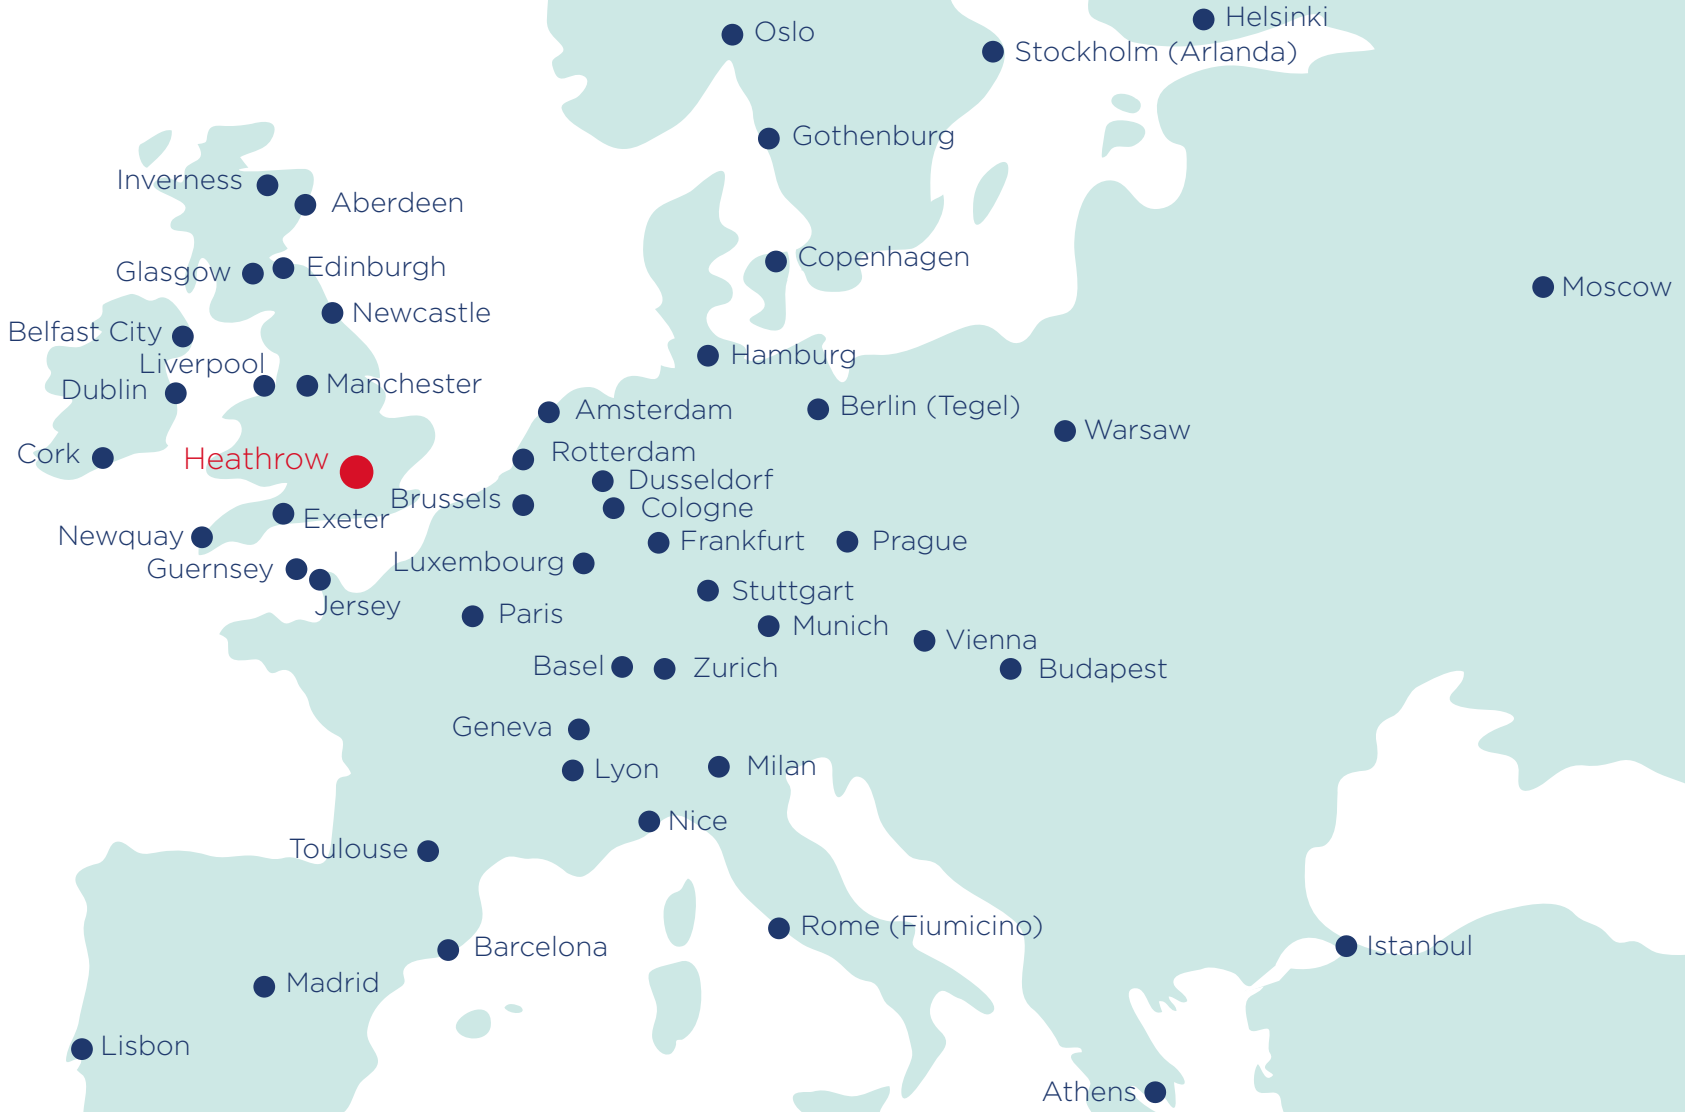 Helsinki
Oslo
Stockholm (Arlanda)
Gothenburg
Inverness
Aberdeen
Copenhagen
Edinburgh
Glasgow
Moscow
Newcastle
Belfast City
Hamburg
Liverpool
Dublin
Manchester
Amsterdam
Berlin (Tegel)
Warsaw
Cork
Heathrow
Rotterdam
Dusseldorf
Brussels
Cologne
Exeter
Newquay
Frankfurt
Prague
Guernsey
Luxembourg
Jersey
Stuttgart
Paris
Munich
Vienna
Basel
Zurich
Budapest
Geneva
Lyon
Milan
Nice
Toulouse
Rome (Fiumicino)
Barcelona
Istanbul
Madrid
Lisbon
Athens